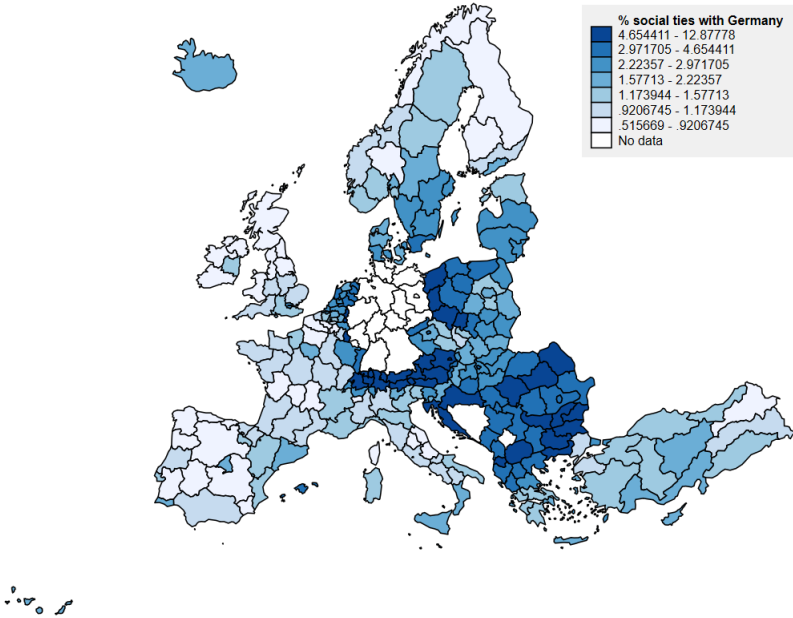 % social ties with Germany
4.654411 - 12.87778
2.971705 - 4.654411
2.22357 - 2.971705
1.57713 - 2.22357
1.173944 - 1.57713
.9206745 - 1.173944
.515669 - .9206745
No data